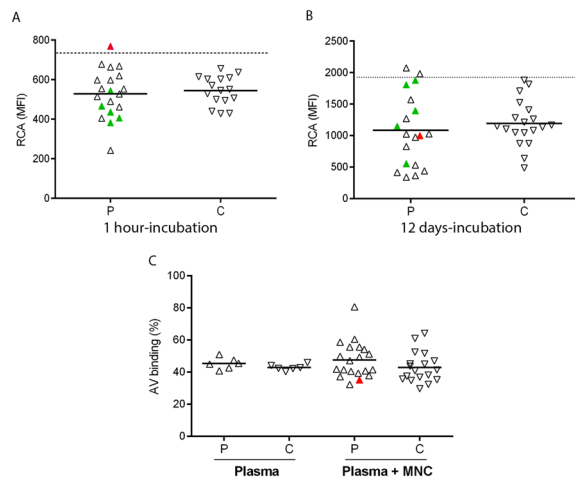 A
800
600
400
200
0
RCA (MFI)
P
C
1 hour-incubation
B
2500
2000
1500
1000
500
0
RCA (MFI)
P
C
12 days-incubation
C
100
80
60
40
20
0
AV binding (%)
P
C
P
C
Plasma
Plasma + MNC